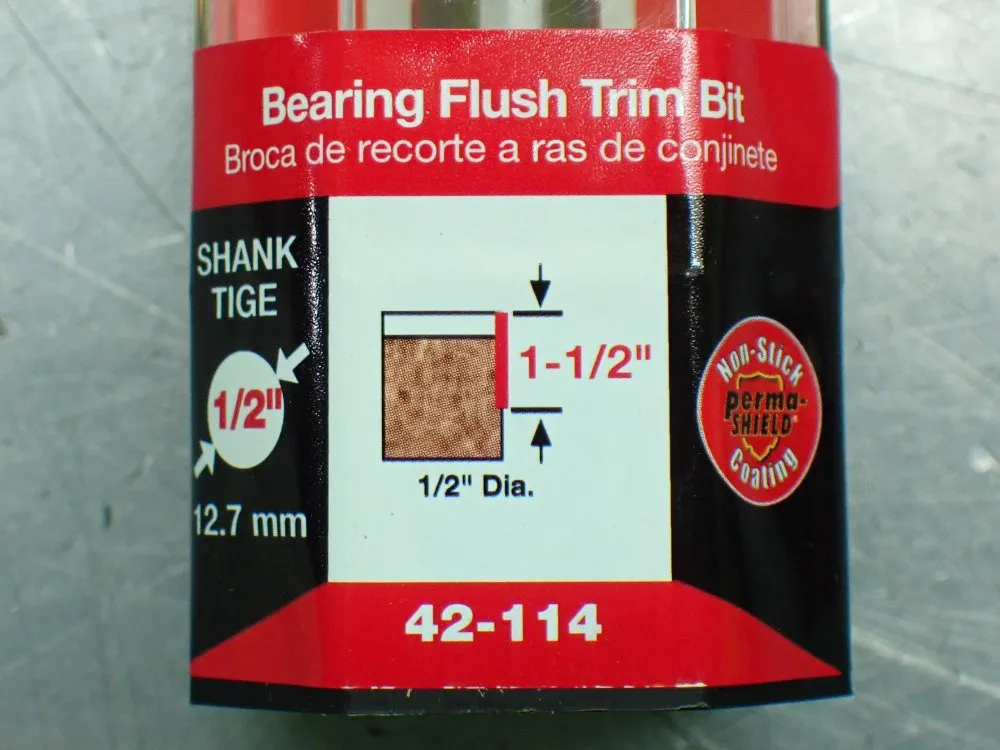 Bearing Flush Trim Bit
Broca de recorte a ras de conjinete
SHANK
TIGE
1/2"
12.7 mm
1-1/2"
1/2" Dia.
Non-Stick
perma-
SHIELD®
Coating
42-114